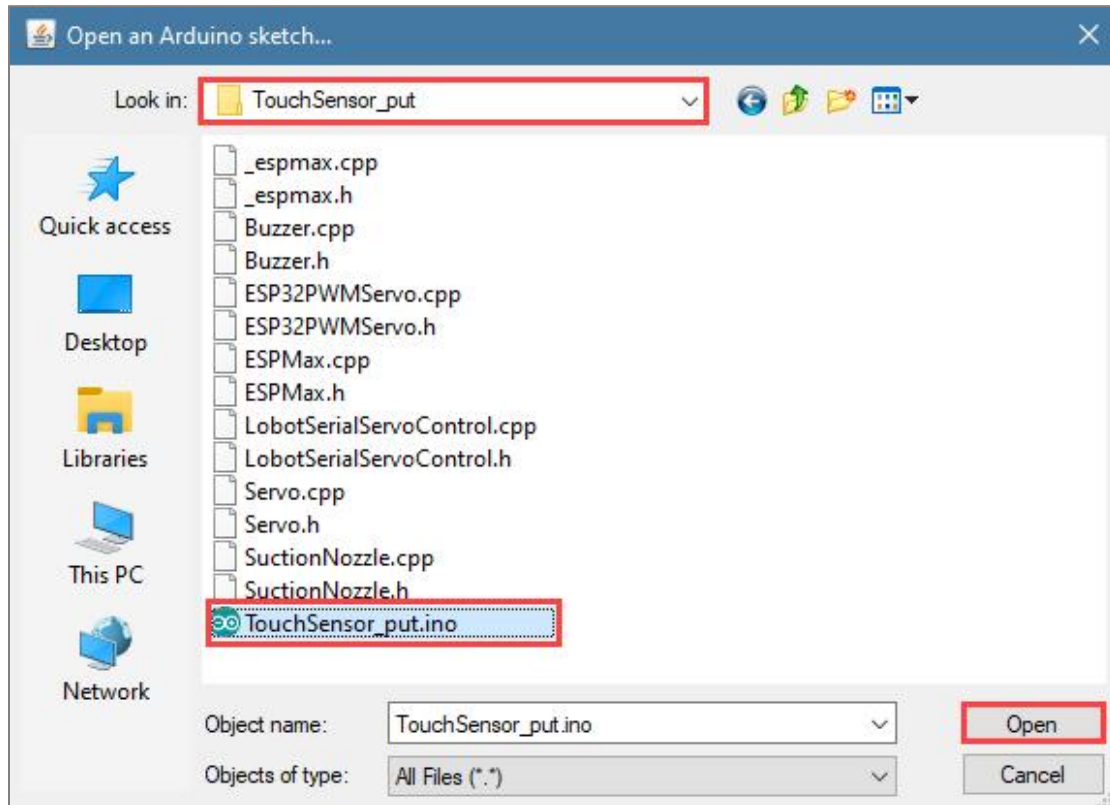 Open an Arduino sketch...
Look in: TouchSensor_put
Quick access
Desktop
Libraries
This PC
Network
_espmax.cpp
_espmax.h
Buzzer.cpp
Buzzer.h
ESP32PWMServo.cpp
ESP32PWMServo.h
ESPMax.cpp
ESPMax.h
LobotSerialServoControl.cpp
LobotSerialServoControl.h
Servo.cpp
Servo.h
SuctionNozzle.cpp
SuctionNozzle.h
TouchSensor_put.ino
Object name: TouchSensor_put.ino Open
Objects of type: All Files (*.*) Cancel